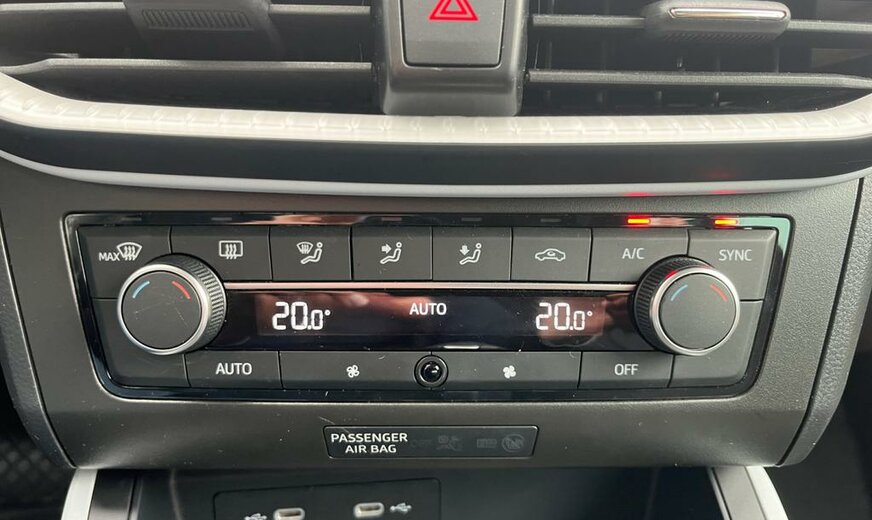 MAX
A/C
SYNC
20.0°
AUTO
20.0°
AUTO
OFF
PASSENGER
AIR BAG